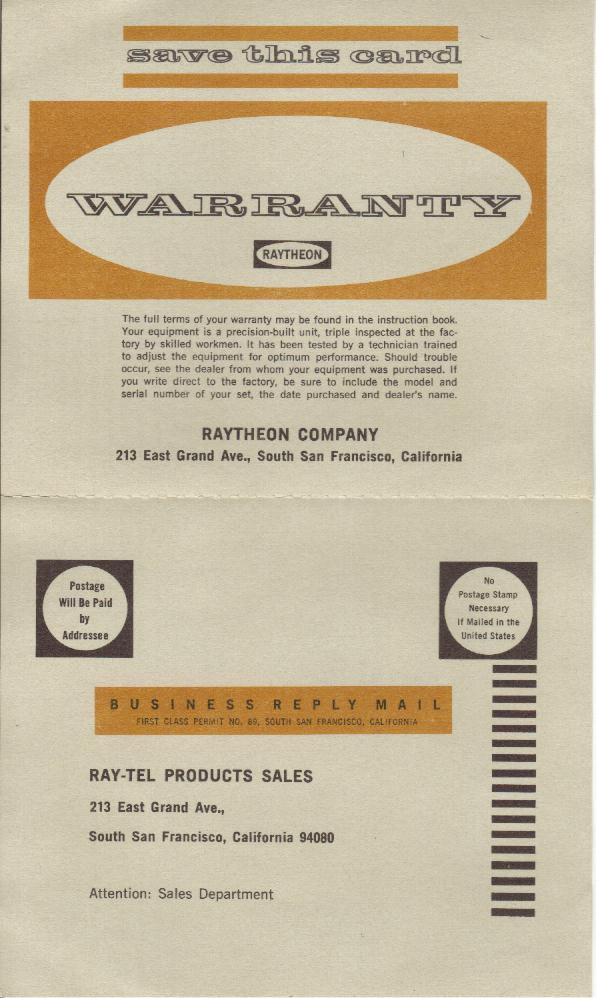 save this card
WARRANTY
RAYTHEON
The full terms of your warranty may be found in the instruction book.
Your equipment is a precision-built unit, triple inspected at the fac-
tory by skilled workmen. It has been tested by a technician trained
to adjust the equipment for optimum performance. Should trouble
occur, see the dealer from whom your equipment was purchased. If
you write direct to the factory, be sure to include the model and
serial number of your set, the date purchased and dealer's name.
RAYTHEON COMPANY
213 East Grand Ave., South San Francisco, California
Postage
Will Be Paid
by
Addressee
No
Postage Stamp
Necessary
If Mailed in the
United States
BUSINESS REPLY MAIL
FIRST CLASS PERMIT NO. 89, SOUTH SAN FRANCISCO, CALIFORNIA
RAY-TEL PRODUCTS SALES
213 East Grand Ave.,
South San Francisco, California 94080
Attention: Sales Department